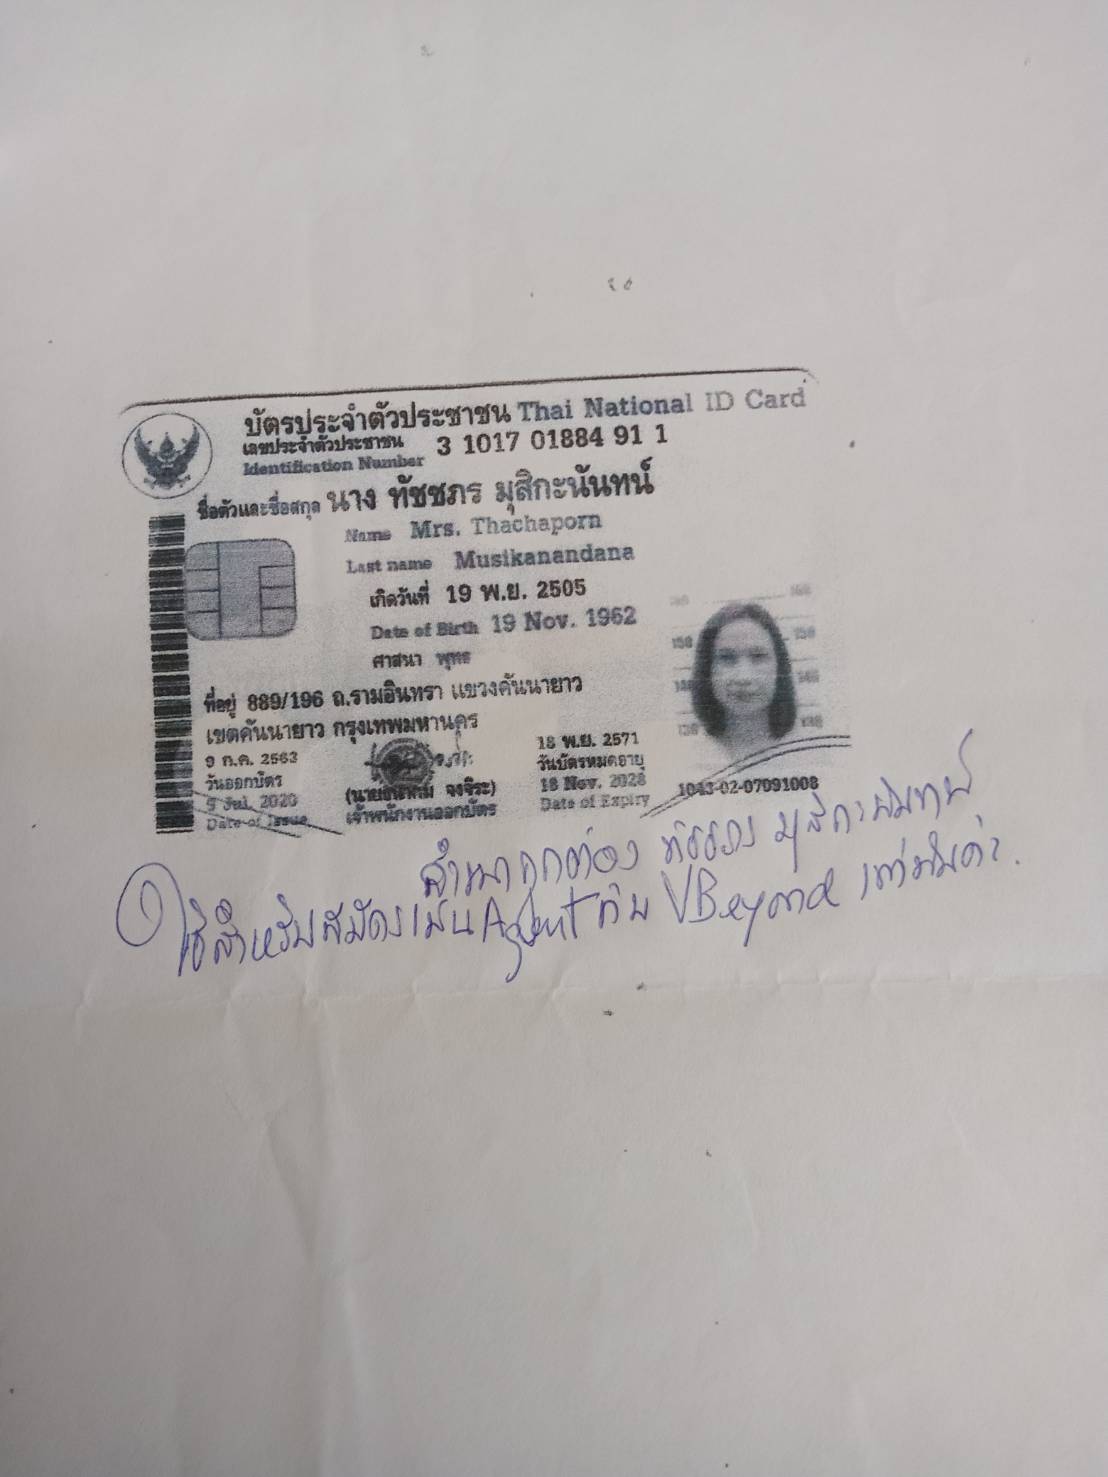 บัตรประจำตัวประชาชน Thai National ID Card
เลขประจำตัวประชาชน
Identification Number 3 1017 01884 91 1
ชื่อตัวและชื่อสกุล นาง ทัชชภร มุสิกะนันทน์
Name Mrs. Thachaporn
Last name Musikanandana
เกิดวันที่ 19 พ.ย. 2505
Date of Birth 19 Nov. 1962
ศาสนา พุทธ
ที่อยู่ 889/196 ถ.รามอินทรา แขวงคันนายาว
เขตคันนายาว กรุงเทพมหานคร
9 ก.ค. 2563
วันออกบัตร
9 Jul. 2020
Date of Issue
จงจิระ)
เจ้าพนักงานออกบัตร
18 พ.ย. 2571
วันบัตรหมดอายุ
18 Nov. 2028
Date of Expiry
160 160
150 150
140 140
130 130
1043-02-07091008
สำเนาถูกต้อง ทัชชภร มุสิกะนันทน์
ใช้สำหรับสมัครเป็น Agent กับ VBeyond เท่านั้นค่ะ.